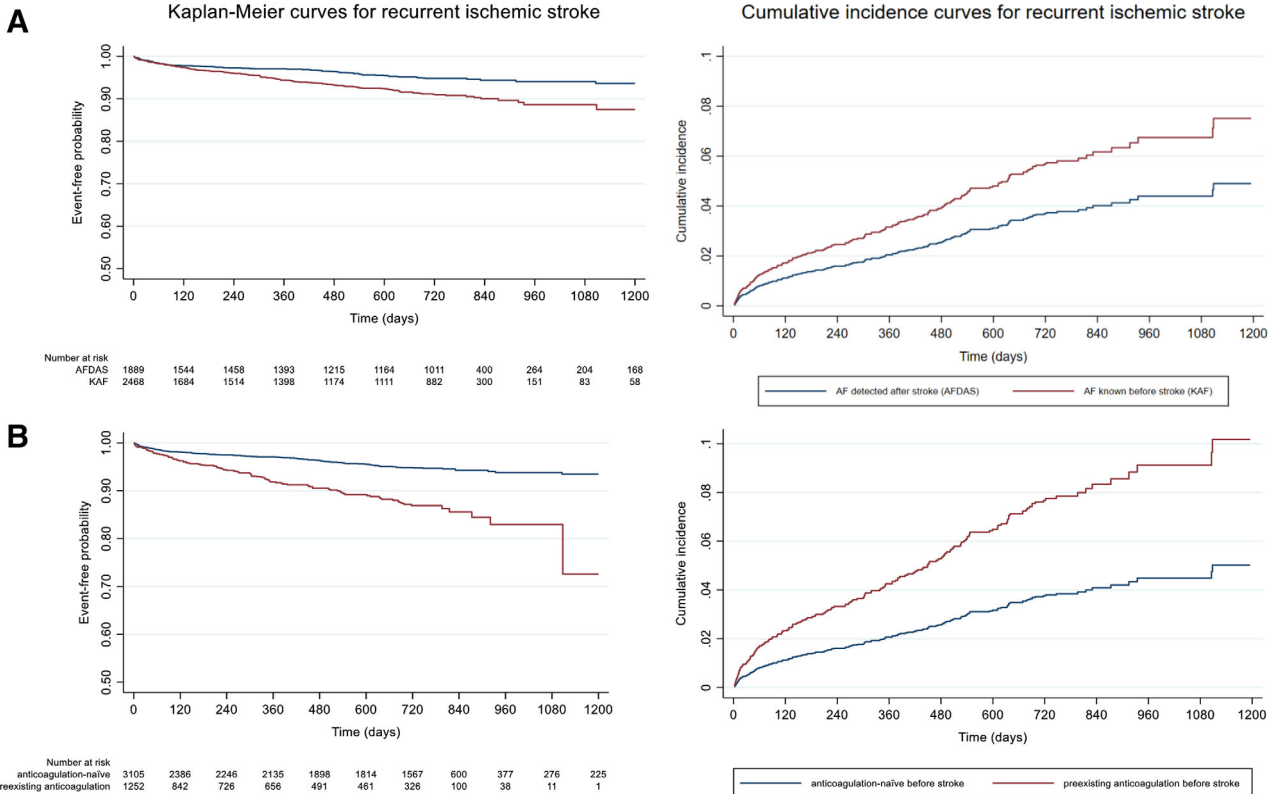 A
Kaplan-Meier curves for recurrent ischemic stroke
Event-free probability
1.00
0.90
0.80
0.70
0.60
0.50
0 120 240 360 480 600 720 840 960 1080 1200
Time (days)
Number at risk
AFDAS 1889 1544 1458 1393 1215 1164 1011 400 264 204 168
KAF 2468 1684 1514 1398 1174 1111 882 300 151 83 58
Cumulative incidence curves for recurrent ischemic stroke
Cumulative incidence
.1
.08
.06
.04
.02
0
0 120 240 360 480 600 720 840 960 1080 1200
Time (days)
AF detected after stroke (AFDAS) AF known before stroke (KAF)
B
Event-free probability
1.00
0.90
0.80
0.70
0.60
0.50
0 120 240 360 480 600 720 840 960 1080 1200
Time (days)
Number at risk
anticoagulation-naïve 3105 2386 2246 2135 1898 1814 1567 600 377 276 225
reexisting anticoagulation 1252 842 726 656 491 461 326 100 38 11 1
Cumulative incidence
.1
.08
.06
.04
.02
0
0 120 240 360 480 600 720 840 960 1080 1200
Time (days)
anticoagulation-naïve before stroke preexisting anticoagulation before stroke